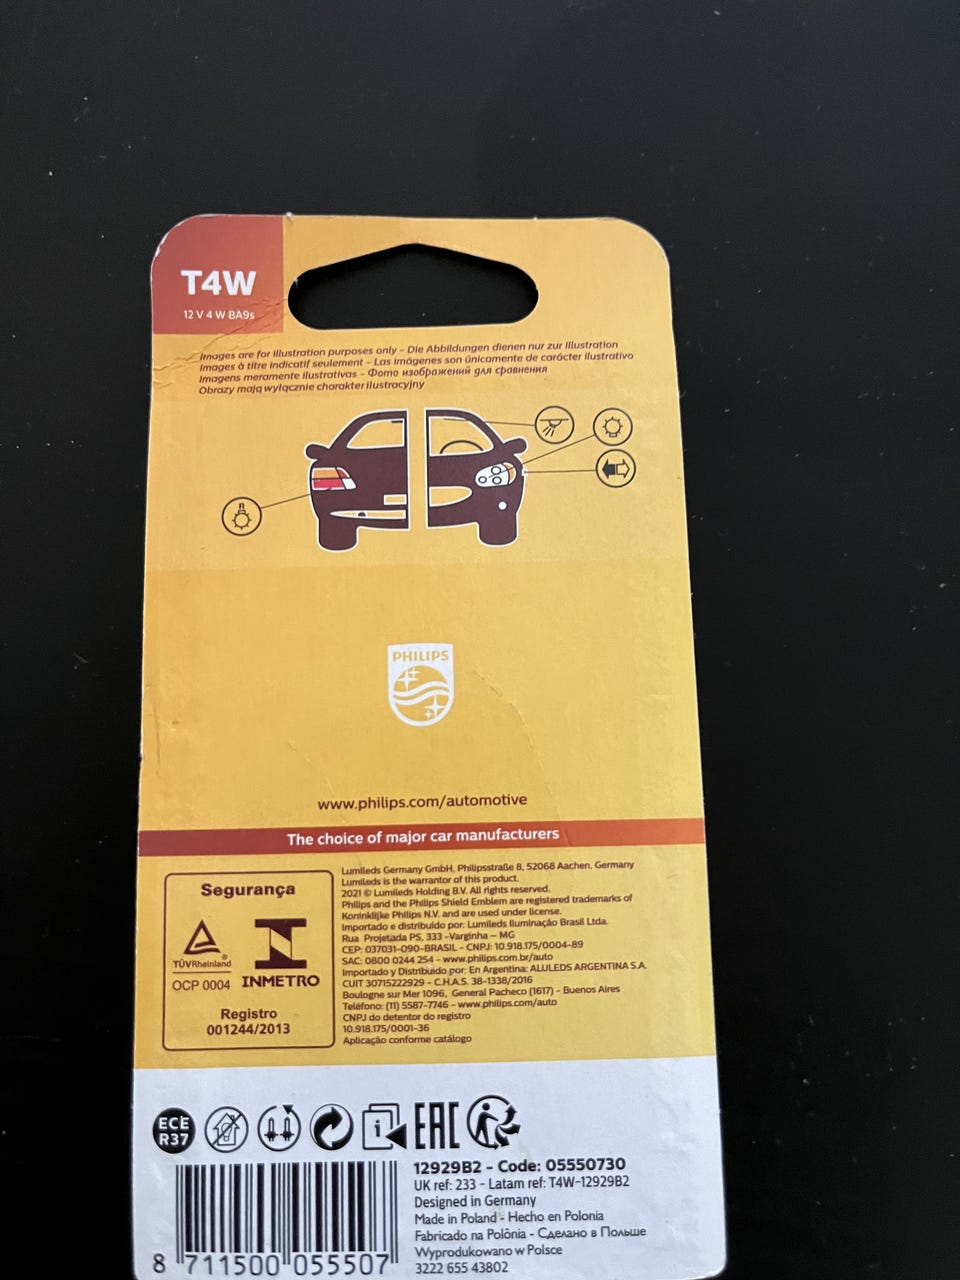 T4W
12 V 4 W BA9s
Images are for illustration purposes only – Die Abbildungen dienen nur zur Illustration
Images à titre indicatif seulement – Las imágenes son únicamente de carácter ilustrativo
Imagens meramente ilustrativas – Фото изображений для сравнения
Obrazy mają wyłącznie charakter ilustracyjny
R
PHILIPS
www.philips.com/automotive
The choice of major car manufacturers
Segurança
TÜVRheinland®
OCP 0004
INMETRO
Registro
001244/2013
Lumileds Germany GmbH, Philipsstraße 8, 52068 Aachen, Germany
Lumileds is the warrantor of this product.
2021 © Lumileds Holding B.V. All rights reserved.
Philips and the Philips Shield Emblem are registered trademarks of
Koninklijke Philips N.V. and are used under license.
Importado e distribuido por: Lumileds Iluminação Brasil Ltda.
Rua Projetada PS, 333 -Varginha – MG
CEP: 037031-090-BRASIL - CNPJ: 10.918.175/0004-89
SAC: 0800 0244 254 - www.philips.com.br/auto
Importado y Distribuido por: En Argentina: ALULEDS ARGENTINA S.A.
CUIT 30715222929 - C.H.A.S. 38-1338/2016
Boulogne sur Mer 1096, General Pacheco (1617) - Buenos Aires
Teléfono: (11) 5587-7746 - www.philips.com/auto
CNPJ do detentor do registro
10.918.175/0001-36
Aplicação conforme catálogo
ECE
R37
i
EAC
12929B2 - Code: 05550730
UK ref: 233 - Latam ref: T4W-12929B2
Designed in Germany
Made in Poland - Hecho en Polonia
Fabricado na Polônia - Сделано в Польше
Wyprodukowano w Polsce
3222 655 43802
8 711500 055507